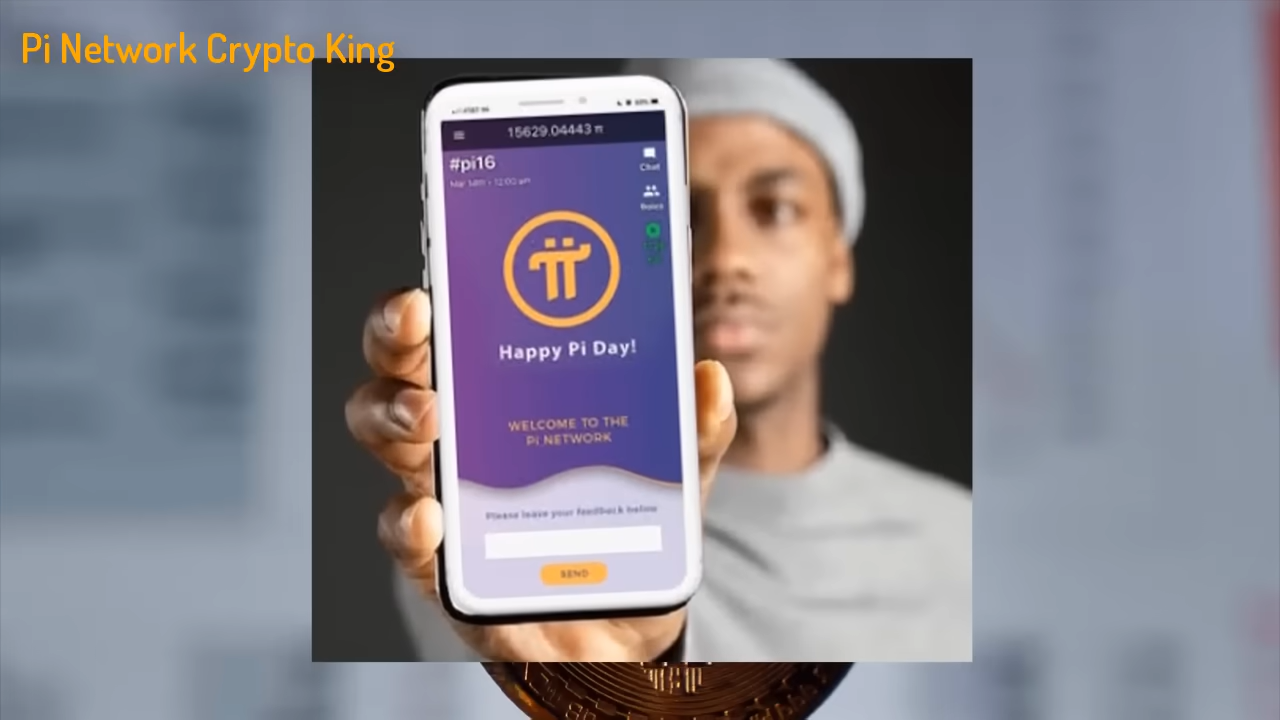 Pi Network Crypto King
15629.04443 π
#pi16
Chat
Happy Pi Day!
WELCOME TO THE
Pi NETWORK
Please leave your feedback below
SEND